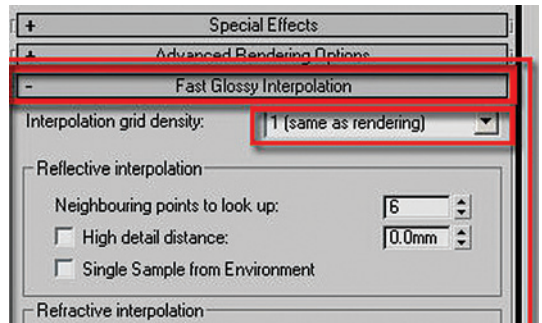 + Special Effects
+ Advanced Rendering Options
- Fast Glossy Interpolation
Interpolation grid density: 1 (same as rendering)
Reflective interpolation
Neighbouring points to look up: 6
High detail distance: 0.0mm
Single Sample from Environment
Refractive interpolation